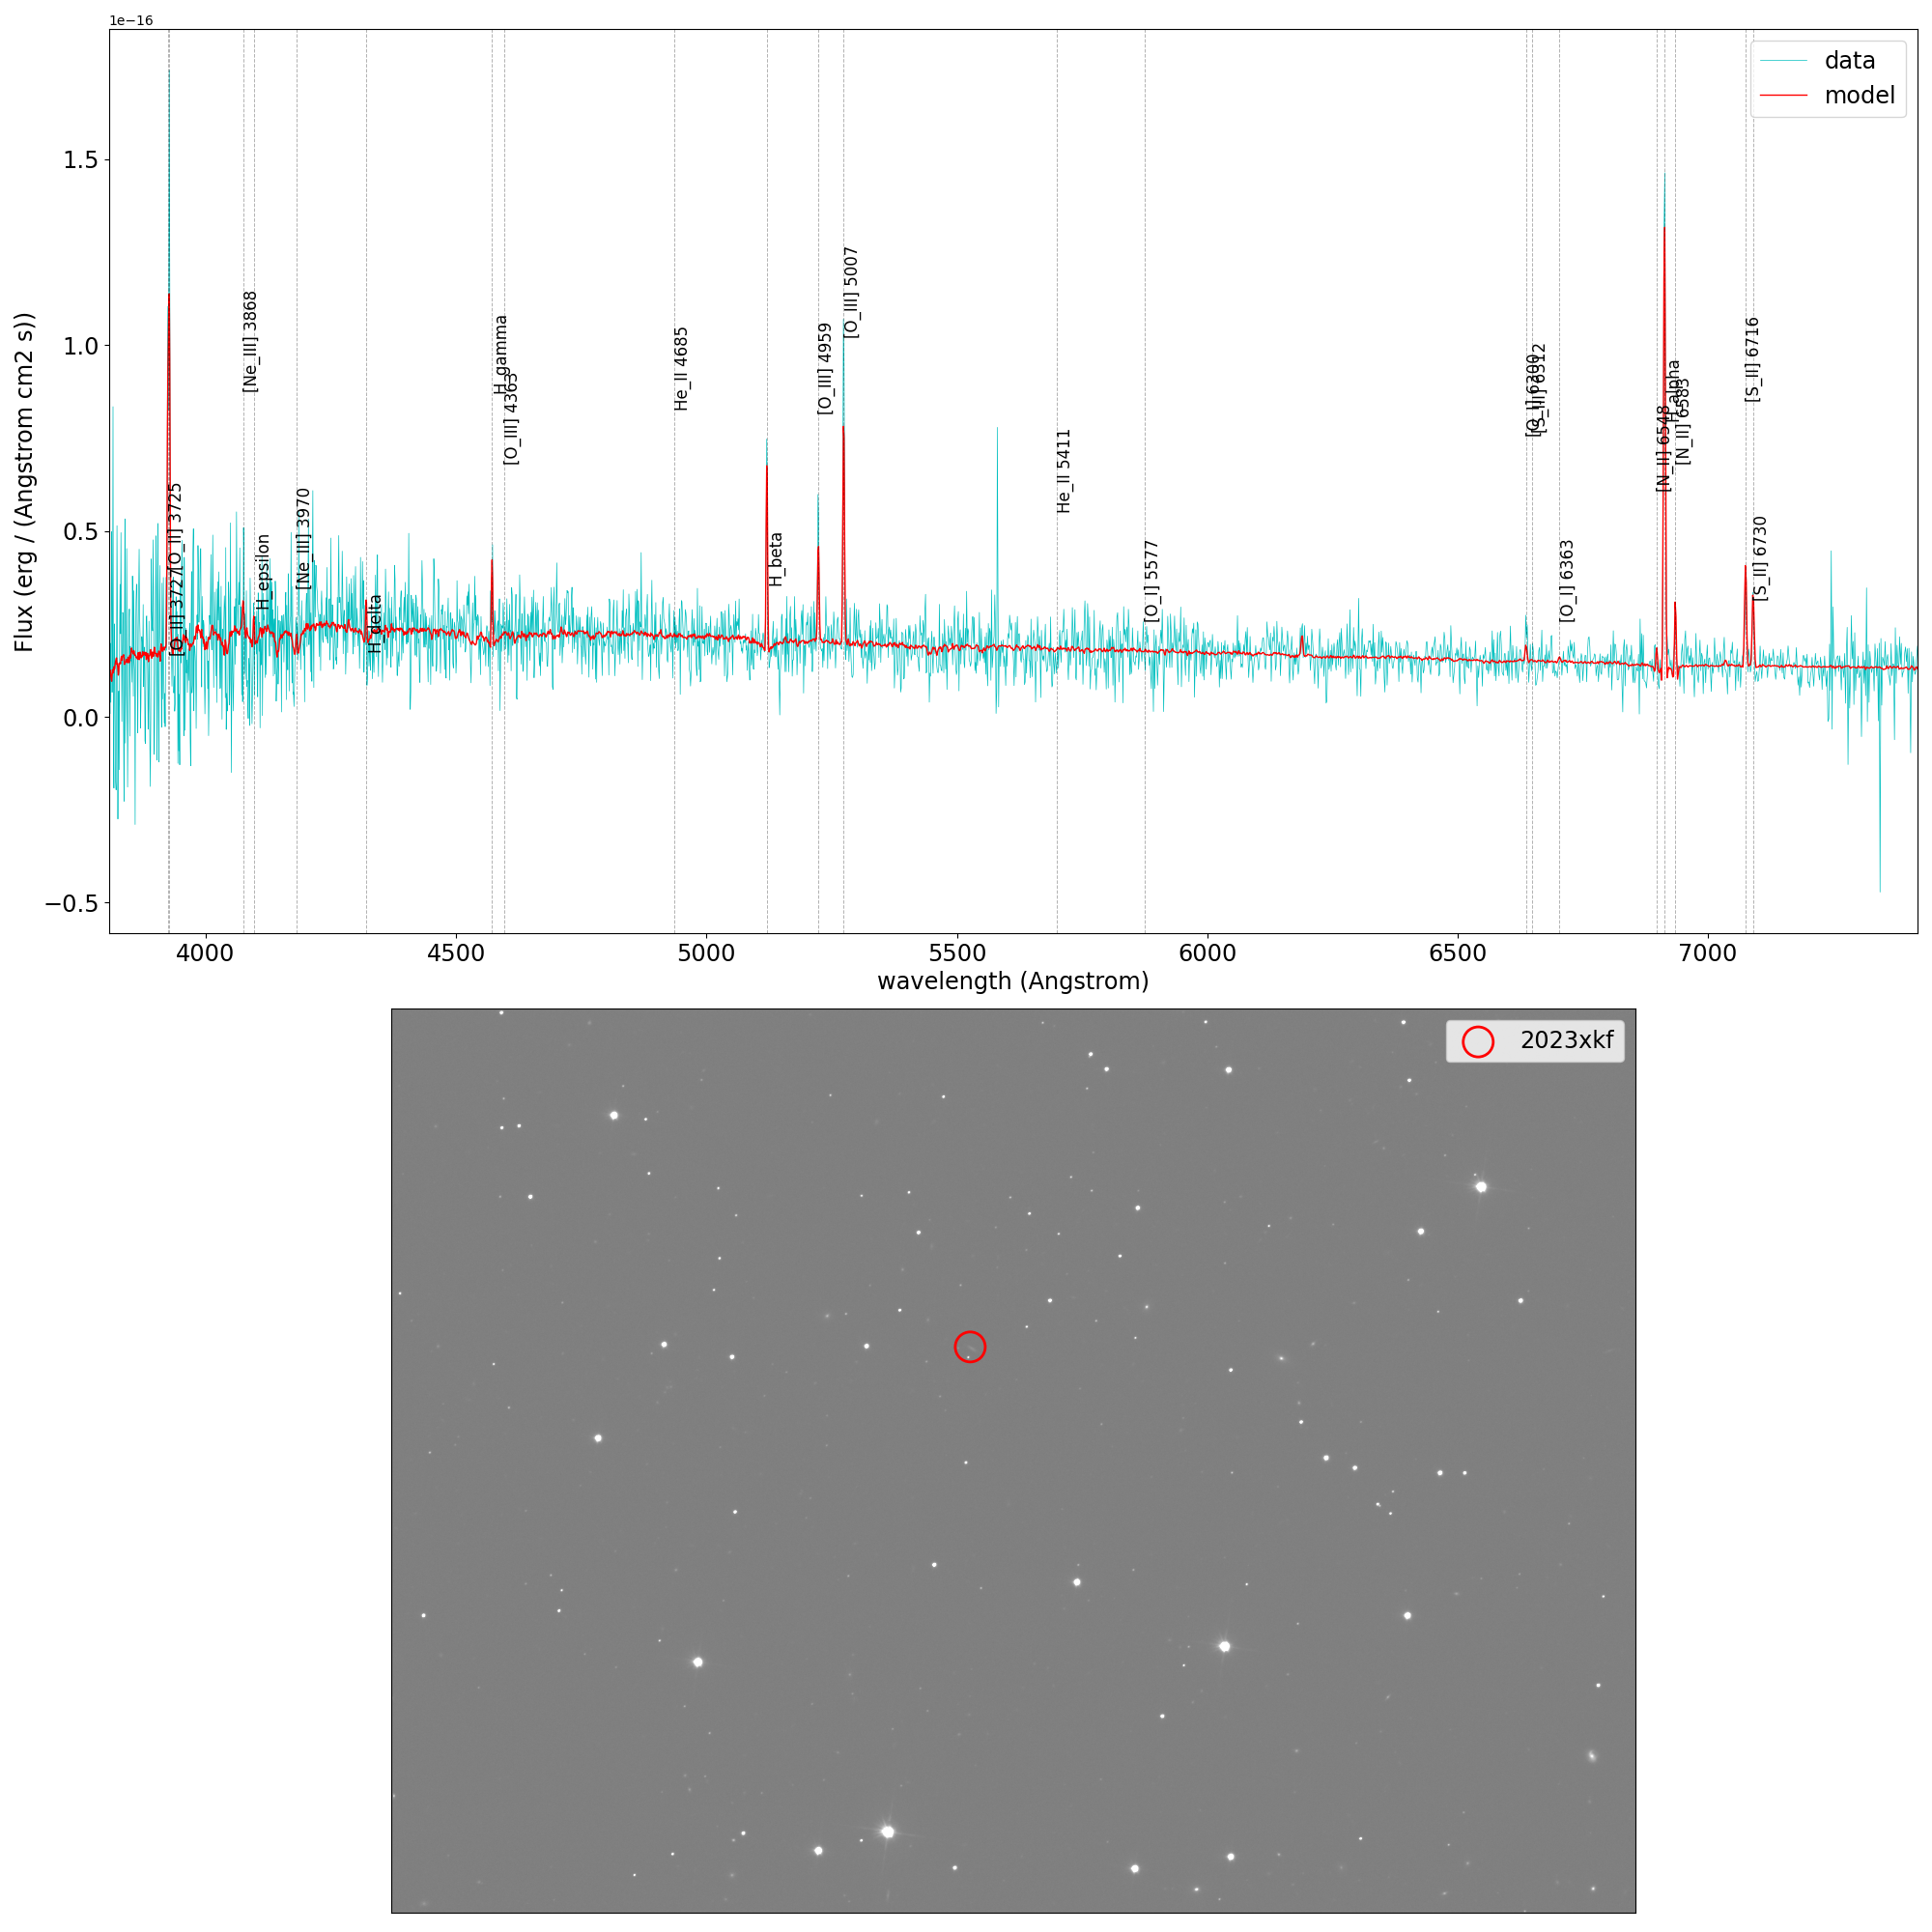 1e−16
data
model
1.5
1.0
0.5
0.0
−0.5
Flux (erg / (Angstrom cm2 s))
[O_II] 3727
[O_II] 3725
[Ne_III] 3868
H_epsilon
[Ne_III] 3970
H_delta
H_gamma
[O_III] 4363
He_II 4685
H_beta
[O_III] 4959
[O_III] 5007
He_II 5411
[O_I] 5577
[O_I] 6300
[S_III] 6312
[O_I] 6363
[N_II] 6548
H_alpha
[N_II] 6583
[S_II] 6716
[S_II] 6730
4000 4500 5000 5500 6000 6500 7000
wavelength (Angstrom)
2023xkf